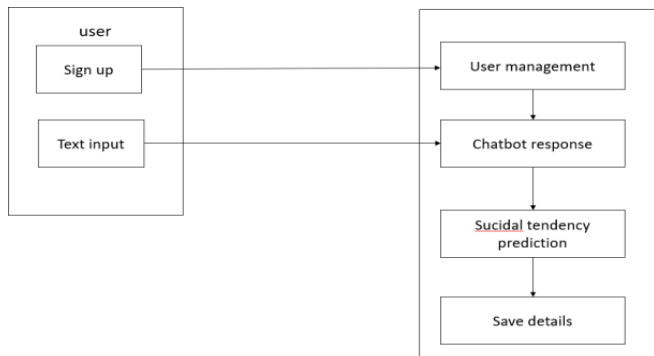 user
Sign up
User management
Text input
Chatbot response
Sucidal tendency
prediction
Save details